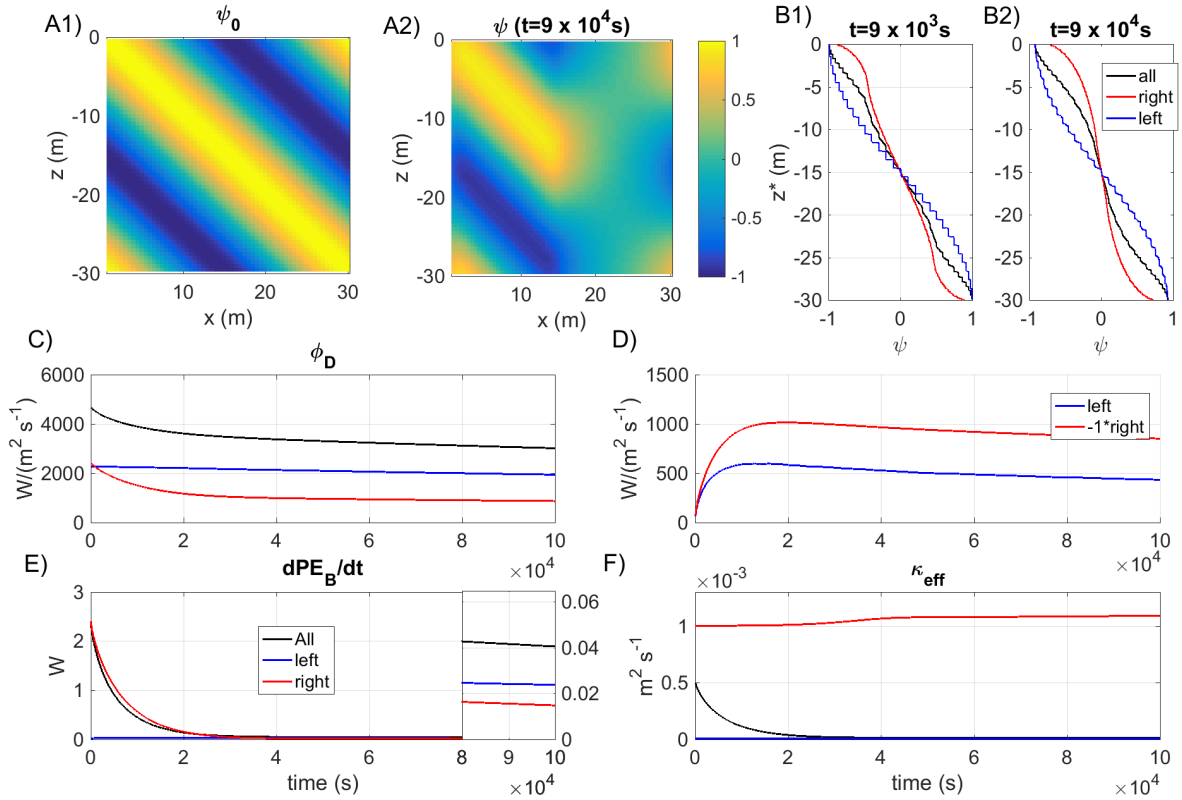 A1) ψ0 A2) ψ (t=9 x 10^4s) B1) t=9 x 10^3s B2) t=9 x 10^4s
0 0 1 0 0
all
right
left
-10 -10 0.5 -5 -5
-10 -10
z (m) z (m) 0 z* (m) -15 -15
-20 -20 -0.5 -20 -20
-25 -25
-30 -30 -1 -30 -30
10 20 30 10 20 30 -1 0 1 -1 0 1
x (m) x (m) ψ ψ
C) ϕD D)
6000 1500
left
-1*right
4000 1000
W/(m^2 s^-1) W/(m^2 s^-1)
2000 500
0 0
0 2 4 6 8 10 0 2 4 6 8 10
×10^4 ×10^4
E) dPE_B/dt F) κeff
×10^-3
3 0.06 1
All
left
right
2 0.04
W m^2 s^-1 0.5
1 0.02
0 0 0
0 2 4 6 8 9 10 0 2 4 6 8 10
time (s) ×10^4 time (s) ×10^4